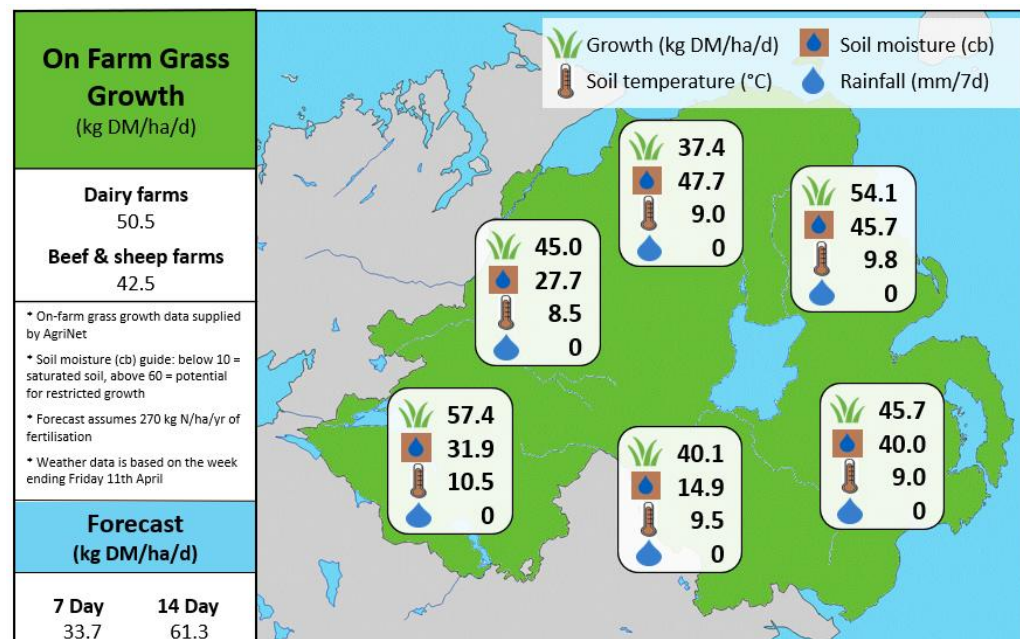 On Farm Grass
Growth
(kg DM/ha/d)
Dairy farms
50.5
Beef & sheep farms
42.5
* On-farm grass growth data supplied
by AgriNet
* Soil moisture (cb) guide: below 10 =
saturated soil, above 60 = potential
for restricted growth
* Forecast assumes 270 kg N/ha/yr of
fertilisation
* Weather data is based on the week
ending Friday 11th April
Forecast
(kg DM/ha/d)
7 Day 14 Day
33.7 61.3
Growth (kg DM/ha/d) Soil moisture (cb)
Soil temperature (°C) Rainfall (mm/7d)
37.4
47.7
9.0
0
54.1
45.7
9.8
0
45.0
27.7
8.5
0
57.4
31.9
10.5
0
40.1
14.9
9.5
0
45.7
40.0
9.0
0